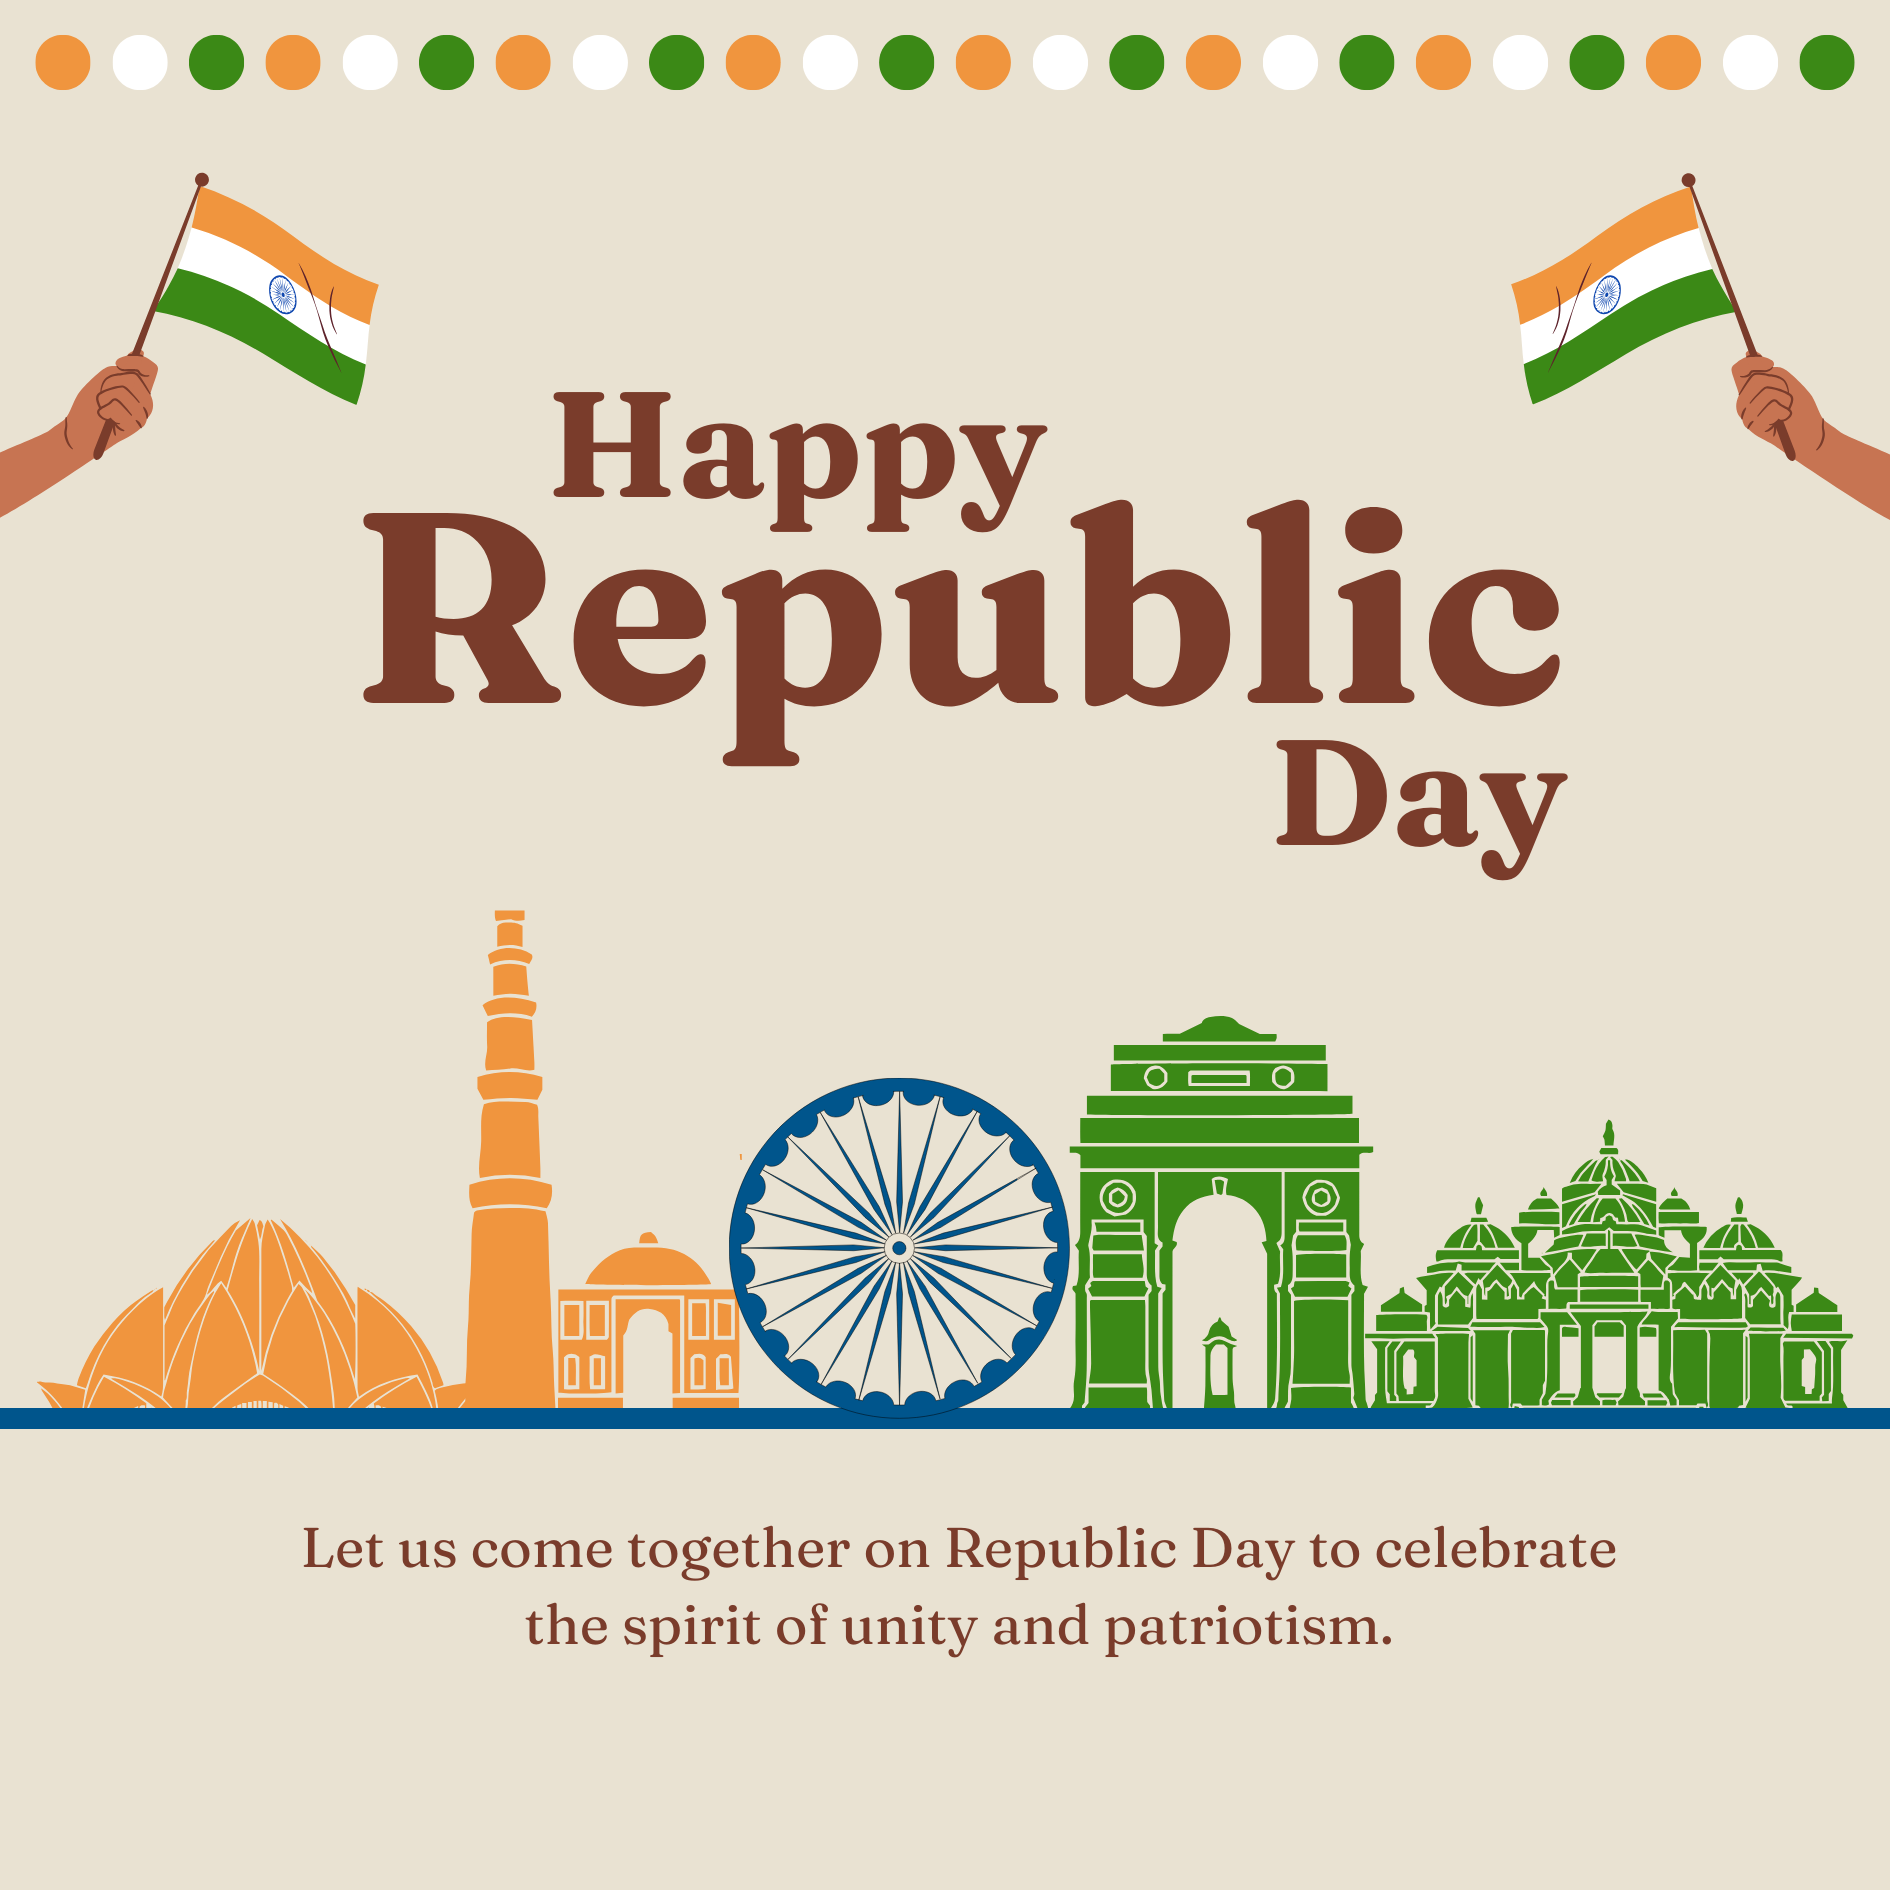 Happy
Republic
Day
Let us come together on Republic Day to celebrate
the spirit of unity and patriotism.